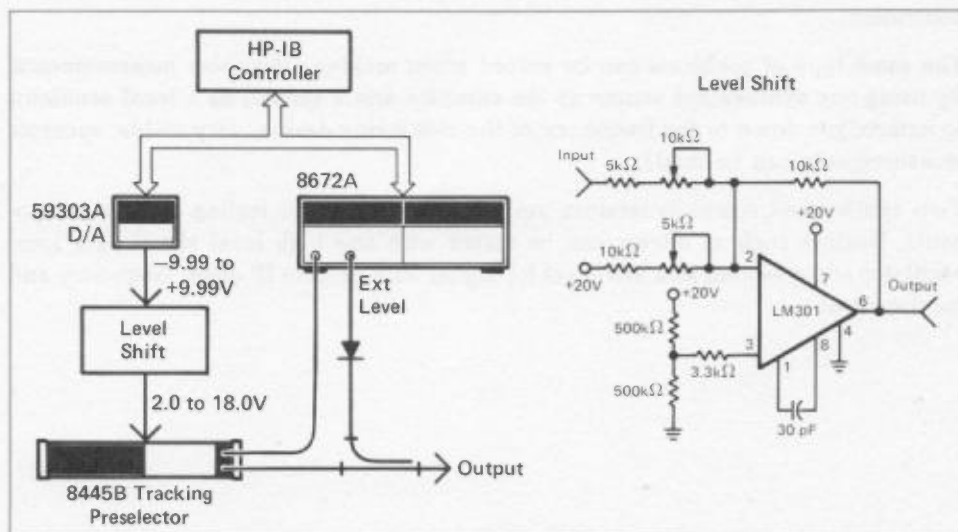 HP-IB
Controller
59303A
D/A
8672A
–9.99 to
+9.99V
Ext
Level
Level
Shift
2.0 to 18.0V
8445B Tracking
Preselector
Output
Level Shift
Input
5kΩ
10kΩ
10kΩ
+20V
5kΩ
10kΩ
+20V
+20V
2
7
LM301
6
Output
4
8
3
1
500kΩ
3.3kΩ
500kΩ
30 pF